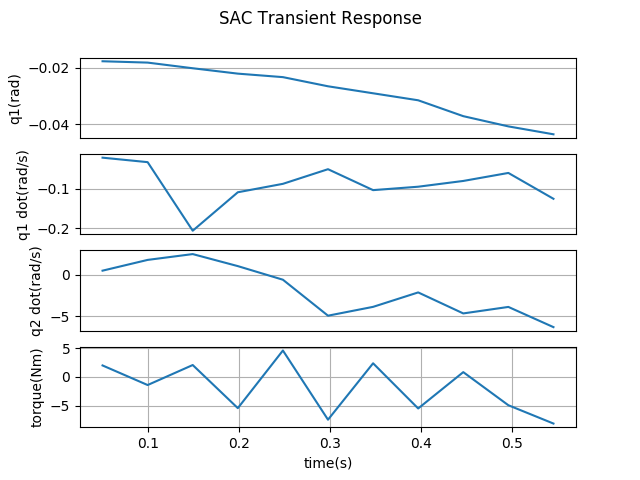 SAC Transient Response
q1(rad)
−0.02
−0.04
q1 dot(rad/s)
−0.1
−0.2
q2 dot(rad/s)
0
−5
torque(Nm)
5
0
−5
0.1 0.2 0.3 0.4 0.5
time(s)